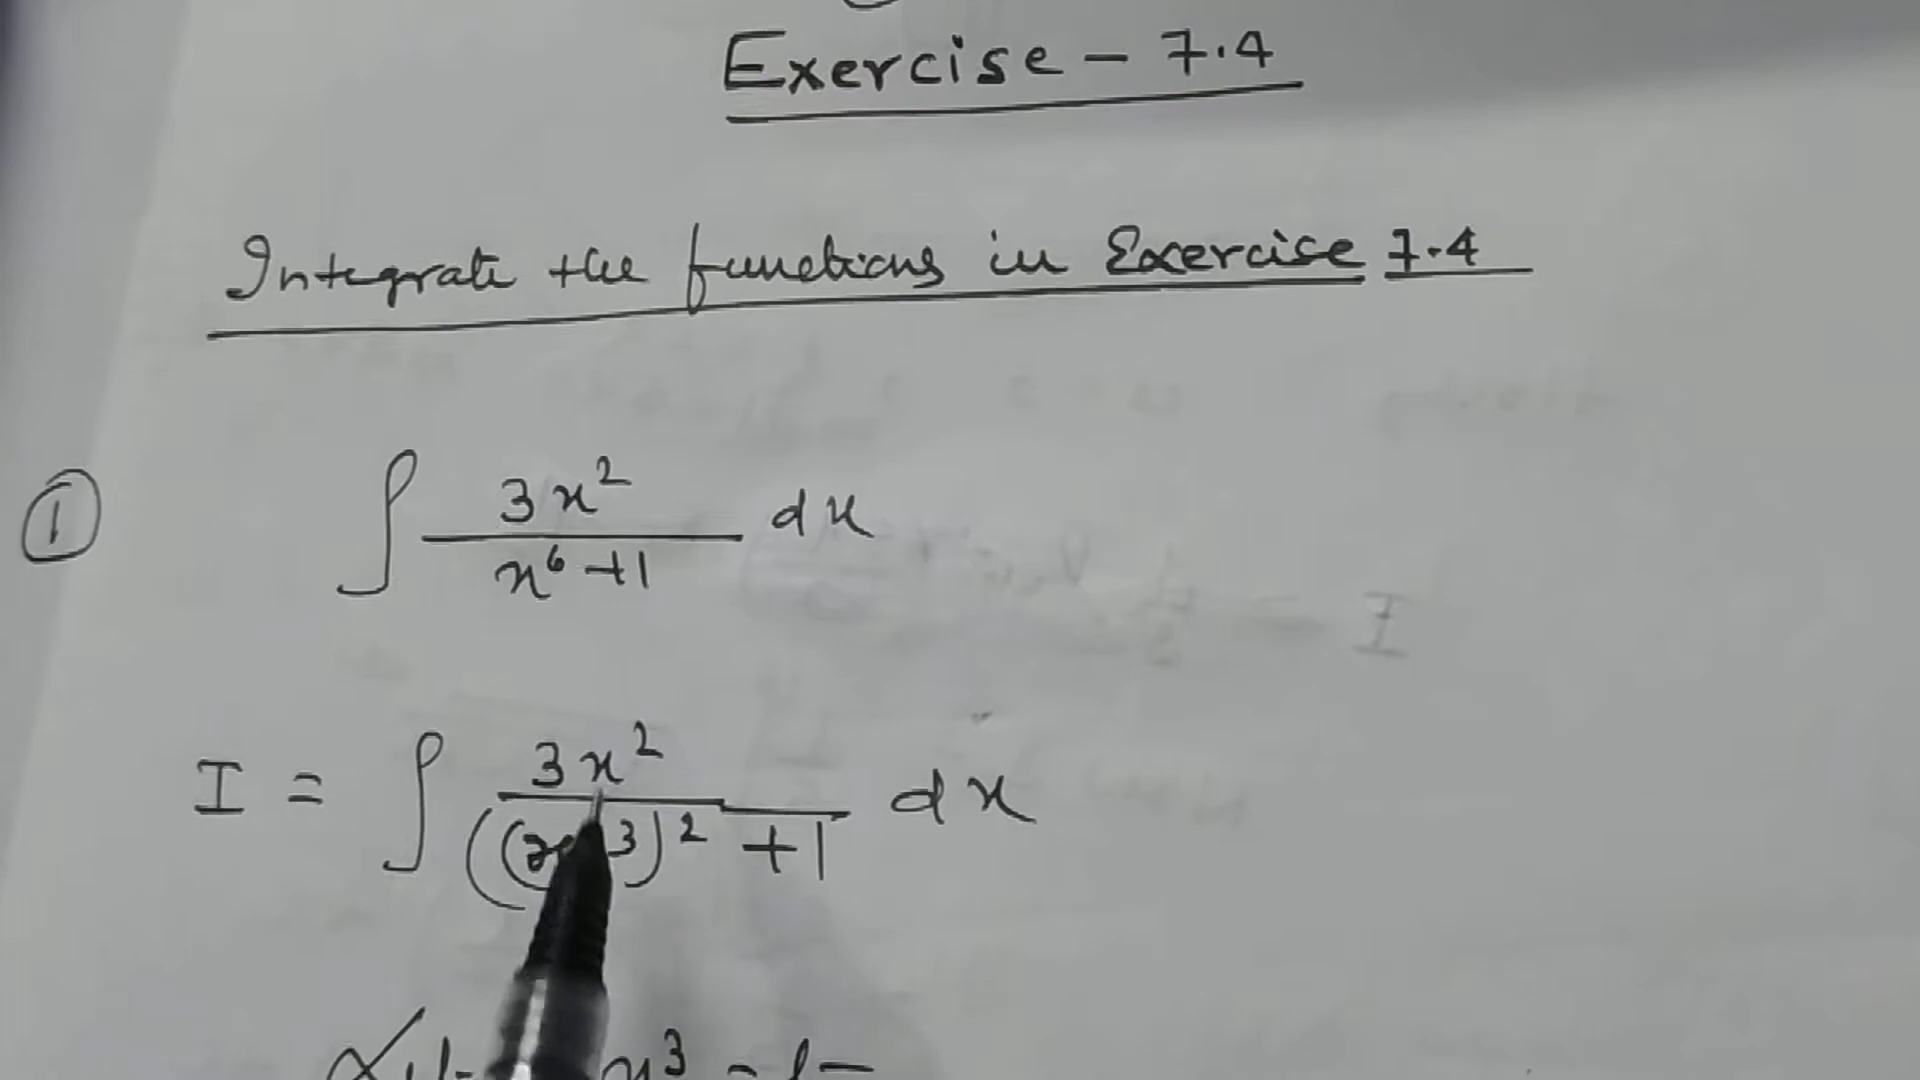 Exercise - 7.4
Integrate the functions in Exercise 7.4
① ∫ 3x² / x⁶ + 1 dx
I = ∫ 3x² / ((x³)² + 1 dx
x³ = t